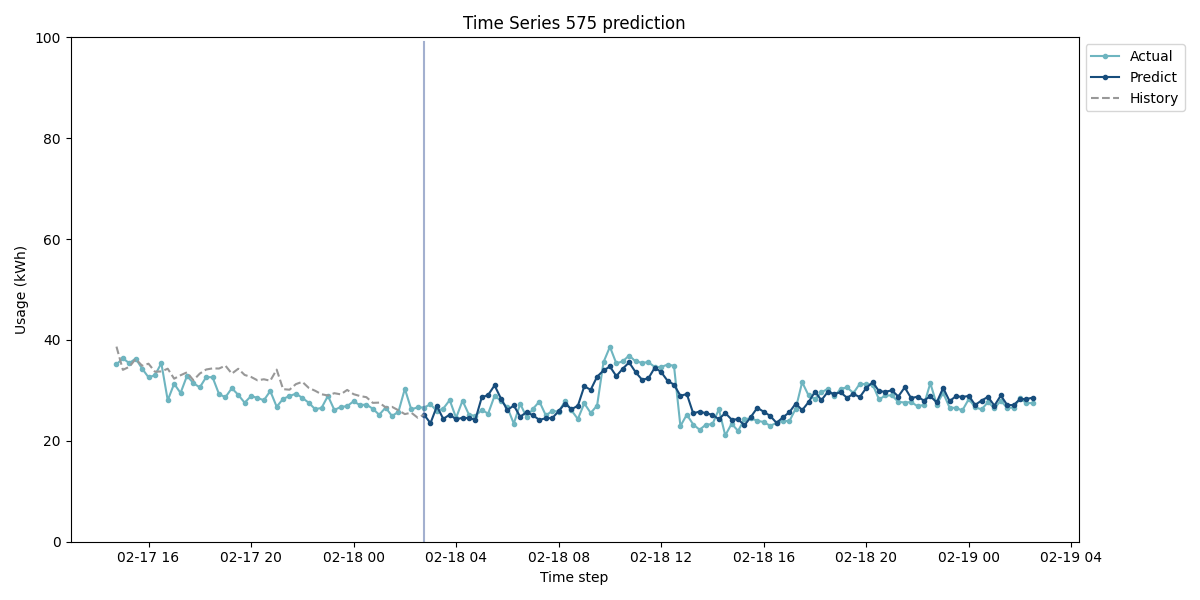 Time Series 575 prediction
100
80
60
40
20
0
Usage (kWh)
02-17 16
02-17 20
02-18 00
02-18 04
02-18 08
02-18 12
02-18 16
02-18 20
02-19 00
02-19 04
Time step
Actual
Predict
History